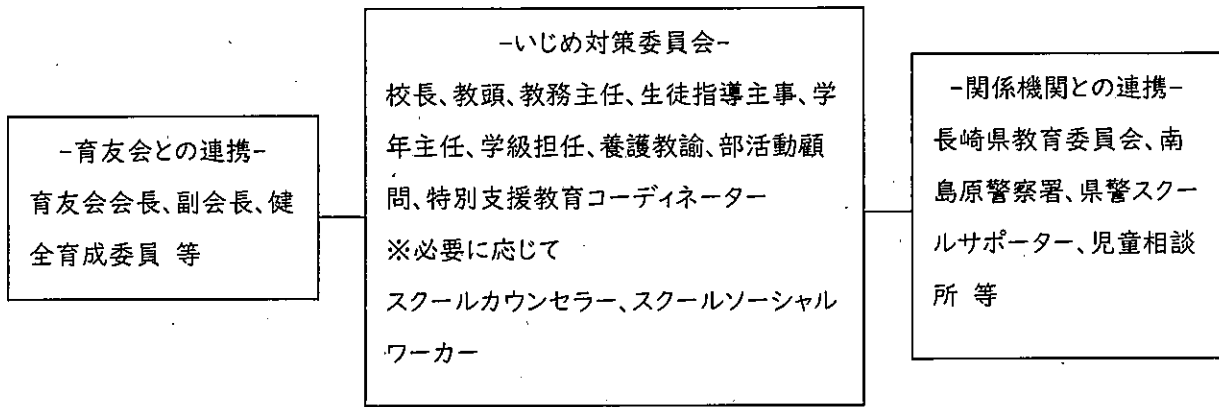 -育友会との連携-
育友会会長、副会長、健
全育成委員 等
-いじめ対策委員会-
校長、教頭、教務主任、生徒指導主事、学
年主任、学級担任、養護教諭、部活動顧
問、特別支援教育コーディネーター
※必要に応じて
スクールカウンセラー、スクールソーシャル
ワーカー
-関係機関との連携-
長崎県教育委員会、南
島原警察署、県警スクー
ルサポーター、児童相談
所 等